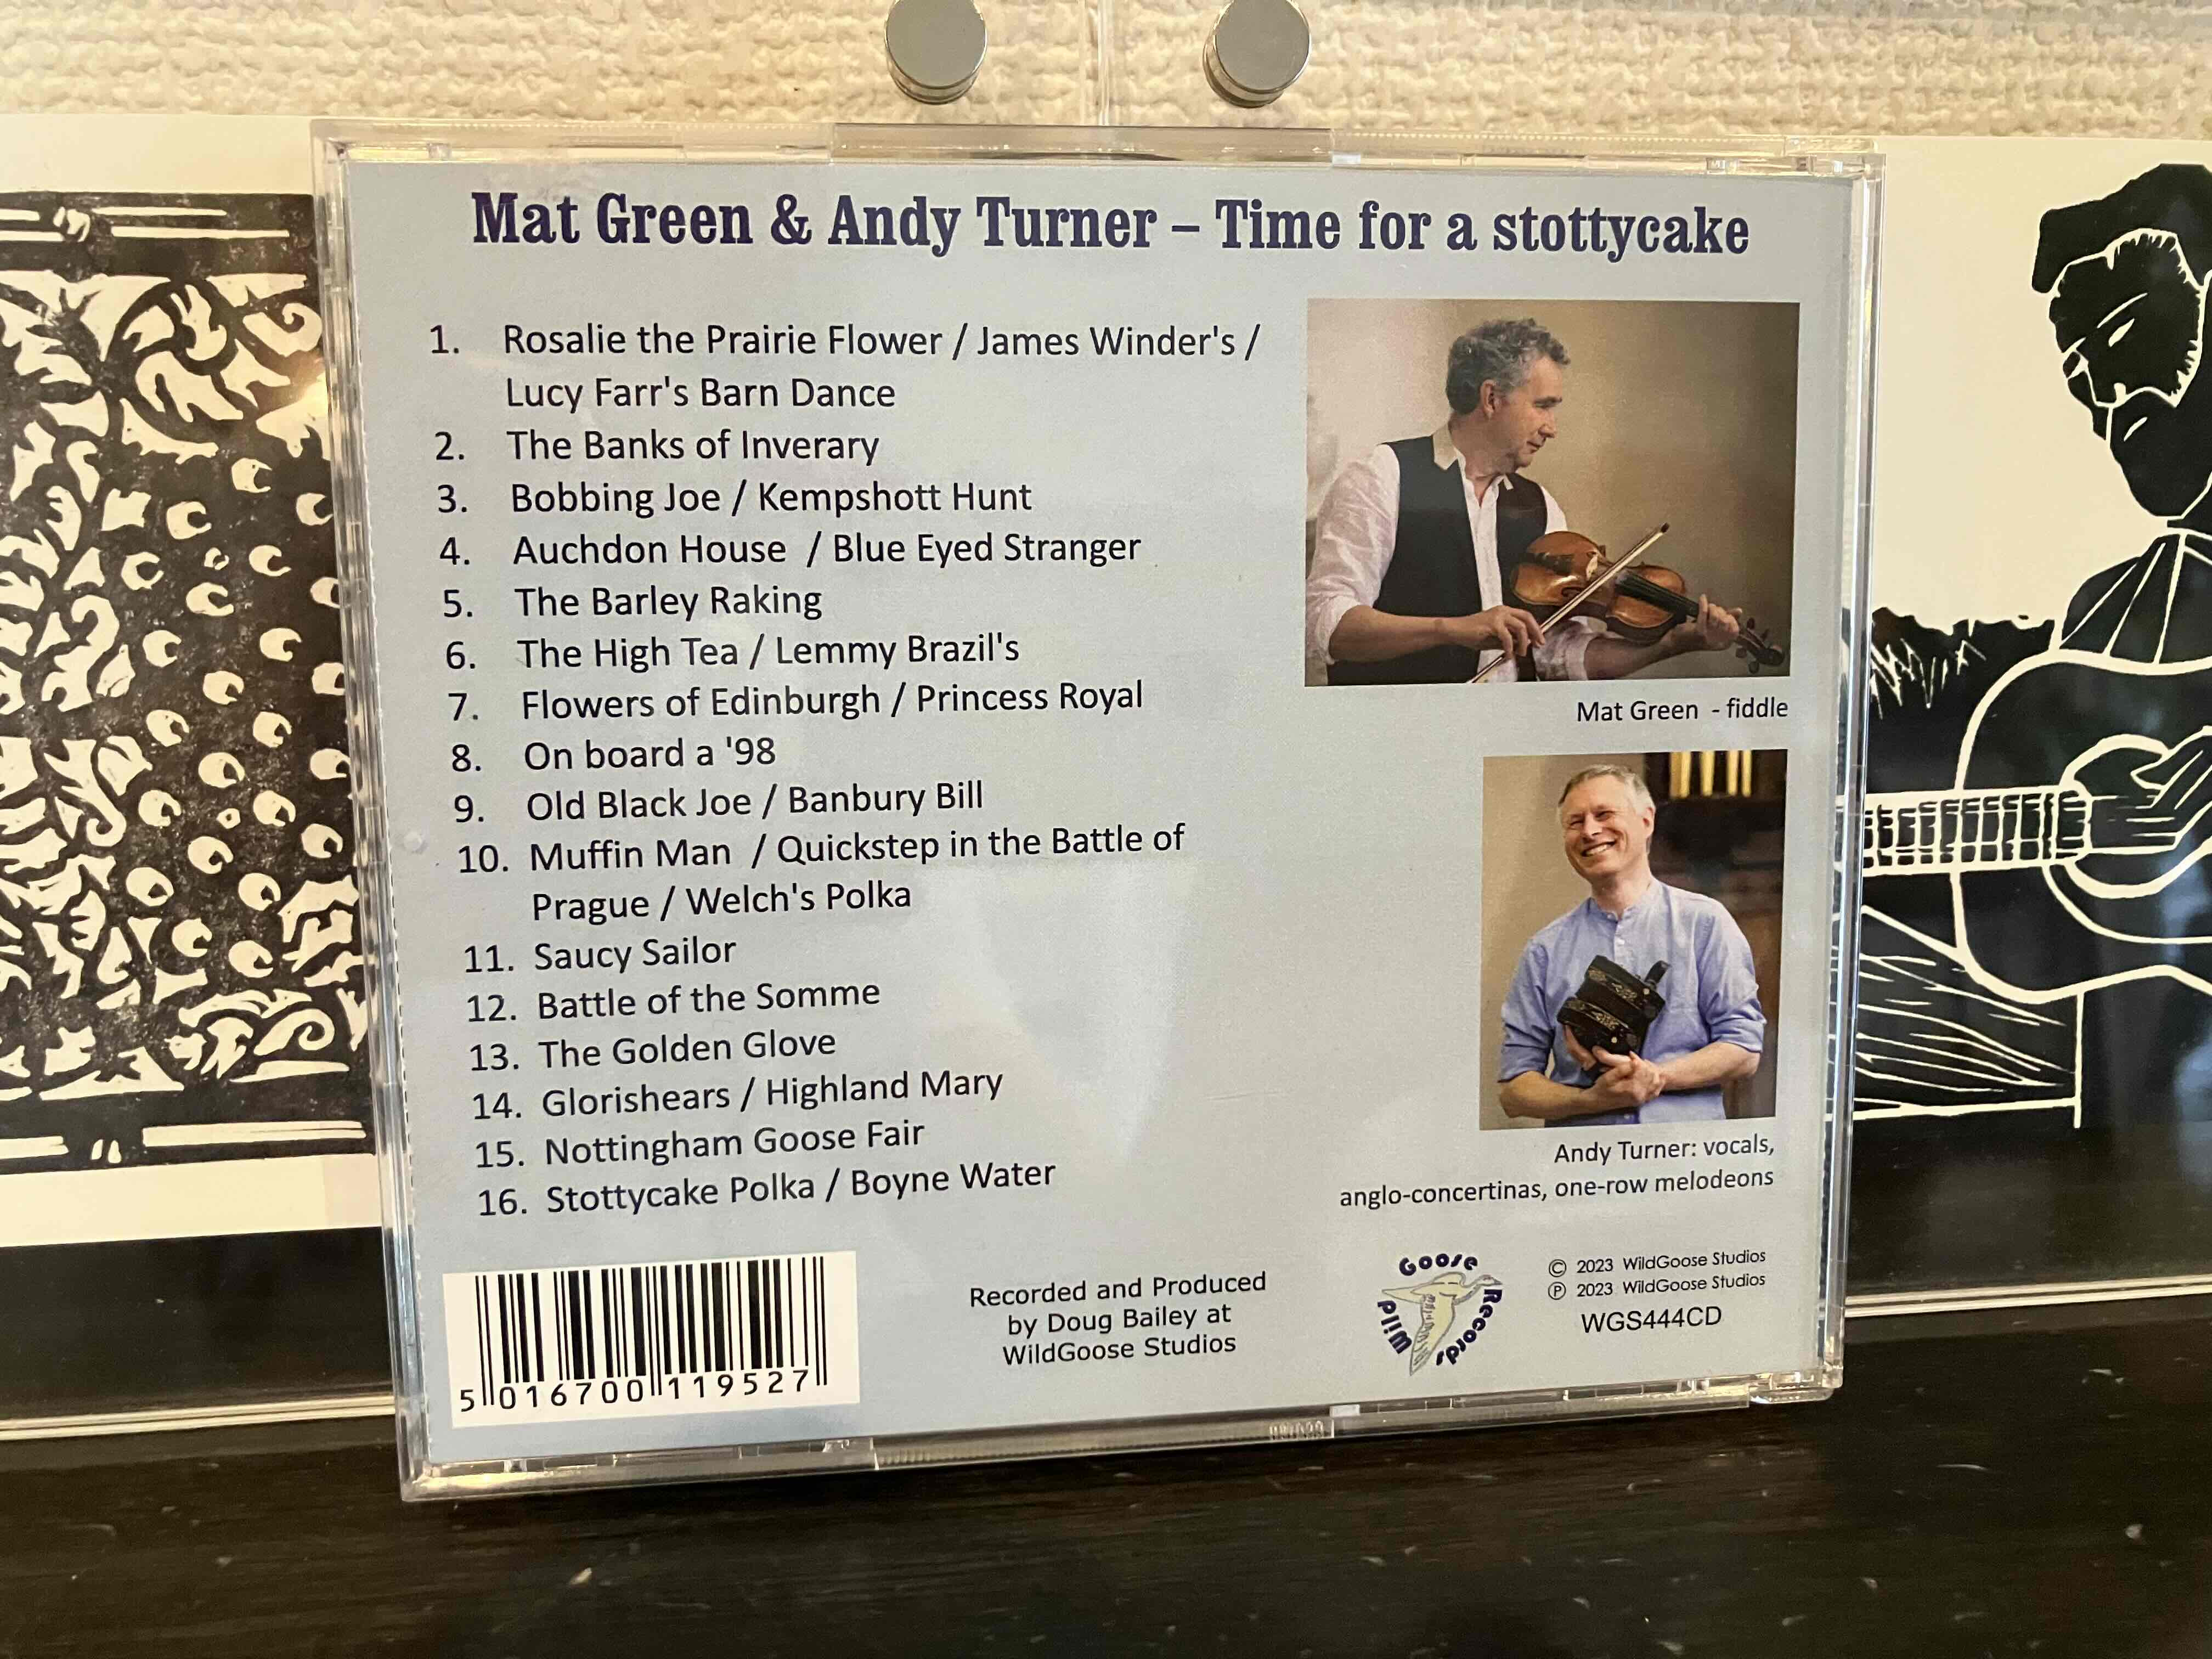 Mat Green & Andy Turner – Time for a stottycake
1. Rosalie the Prairie Flower / James Winder's /
Lucy Farr's Barn Dance
2. The Banks of Inverary
3. Bobbing Joe / Kempshott Hunt
4. Auchdon House / Blue Eyed Stranger
5. The Barley Raking
6. The High Tea / Lemmy Brazil's
7. Flowers of Edinburgh / Princess Royal
8. On board a '98
9. Old Black Joe / Banbury Bill
10. Muffin Man / Quickstep in the Battle of
Prague / Welch's Polka
11. Saucy Sailor
12. Battle of the Somme
13. The Golden Glove
14. Glorishears / Highland Mary
15. Nottingham Goose Fair
16. Stottycake Polka / Boyne Water
Mat Green - fiddle
Andy Turner: vocals,
anglo-concertinas, one-row melodeons
5 016700 119527
Recorded and Produced
by Doug Bailey at
WildGoose Studios
Wild Goose Records
© 2023 WildGoose Studios
℗ 2023 WildGoose Studios
WGS444CD